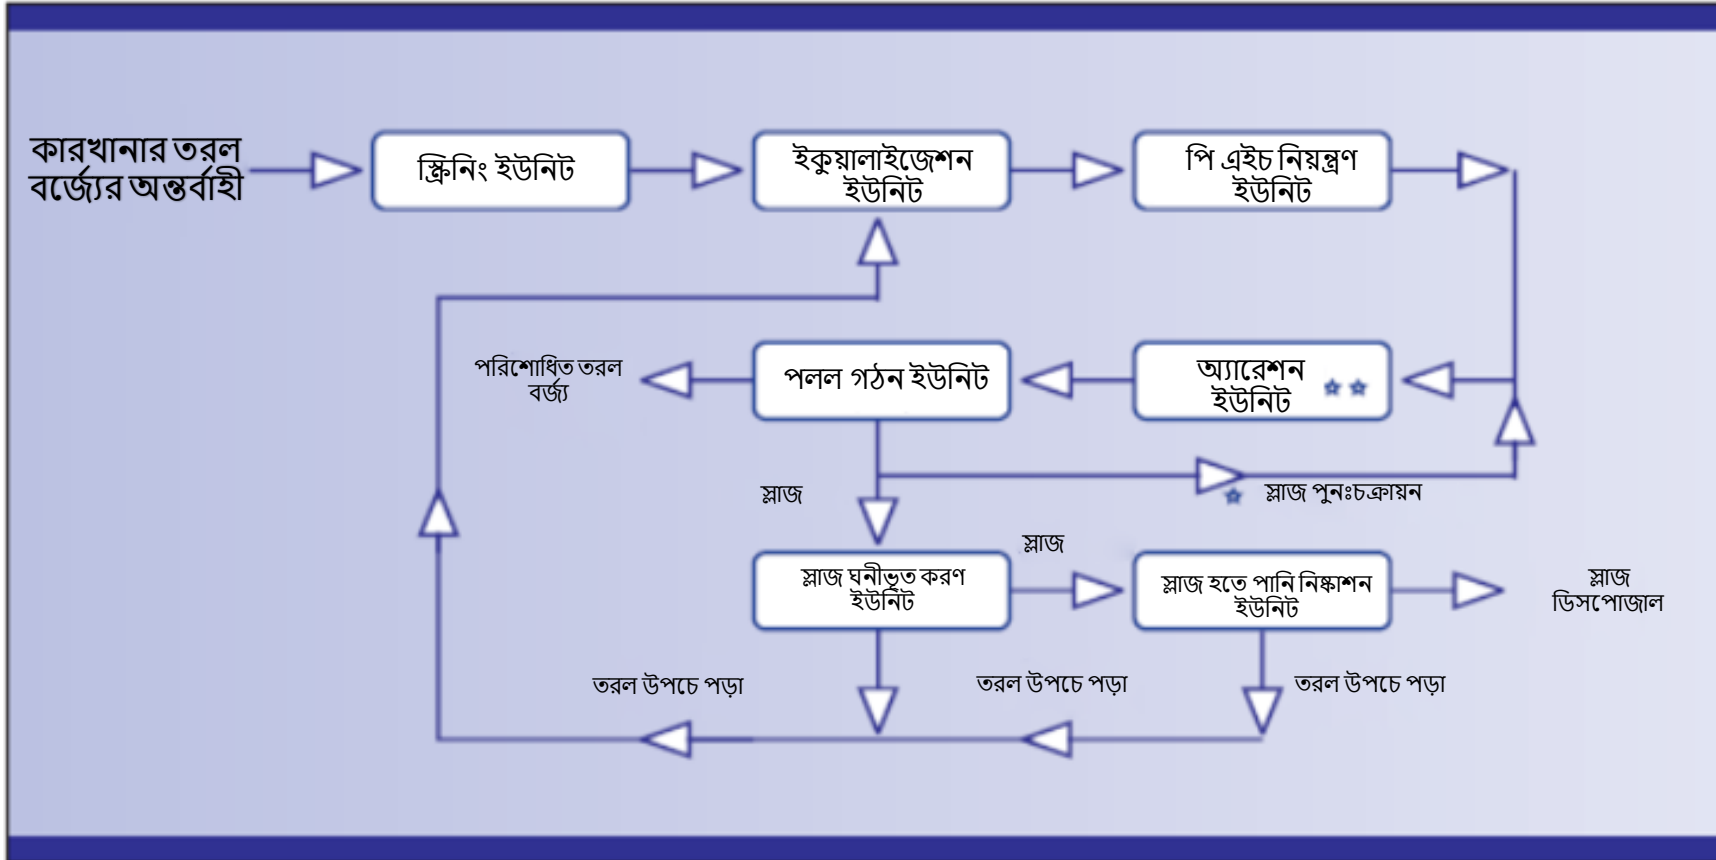 কারখানার তরল
বর্জ্যের অন্তর্বাহী
স্ক্রিনিং ইউনিট
ইকুয়ালাইজেশন
ইউনিট
পি এইচ নিয়ন্ত্রণ
ইউনিট
পরিশোধিত তরল
বর্জ্য
পলল গঠন ইউনিট
অ্যারেশন
ইউনিট
স্লাজ
স্লাজ পুনঃচক্রায়ন
স্লাজ ঘনীভূত করণ
ইউনিট
স্লাজ
স্লাজ হতে পানি নিষ্কাশন
ইউনিট
স্লাজ
ডিসপোজাল
তরল উপচে পড়া
তরল উপচে পড়া
তরল উপচে পড়া